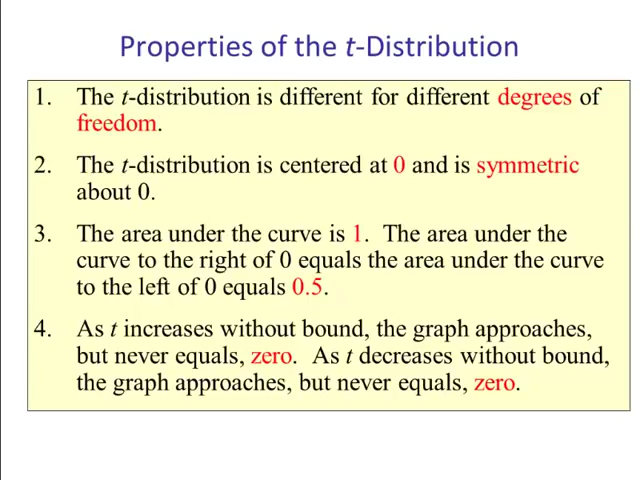 Properties of the t-Distribution
1. The t-distribution is different for different degrees of
freedom.
2. The t-distribution is centered at 0 and is symmetric
about 0.
3. The area under the curve is 1. The area under the
curve to the right of 0 equals the area under the curve
to the left of 0 equals 0.5.
4. As t increases without bound, the graph approaches,
but never equals, zero. As t decreases without bound,
the graph approaches, but never equals, zero.